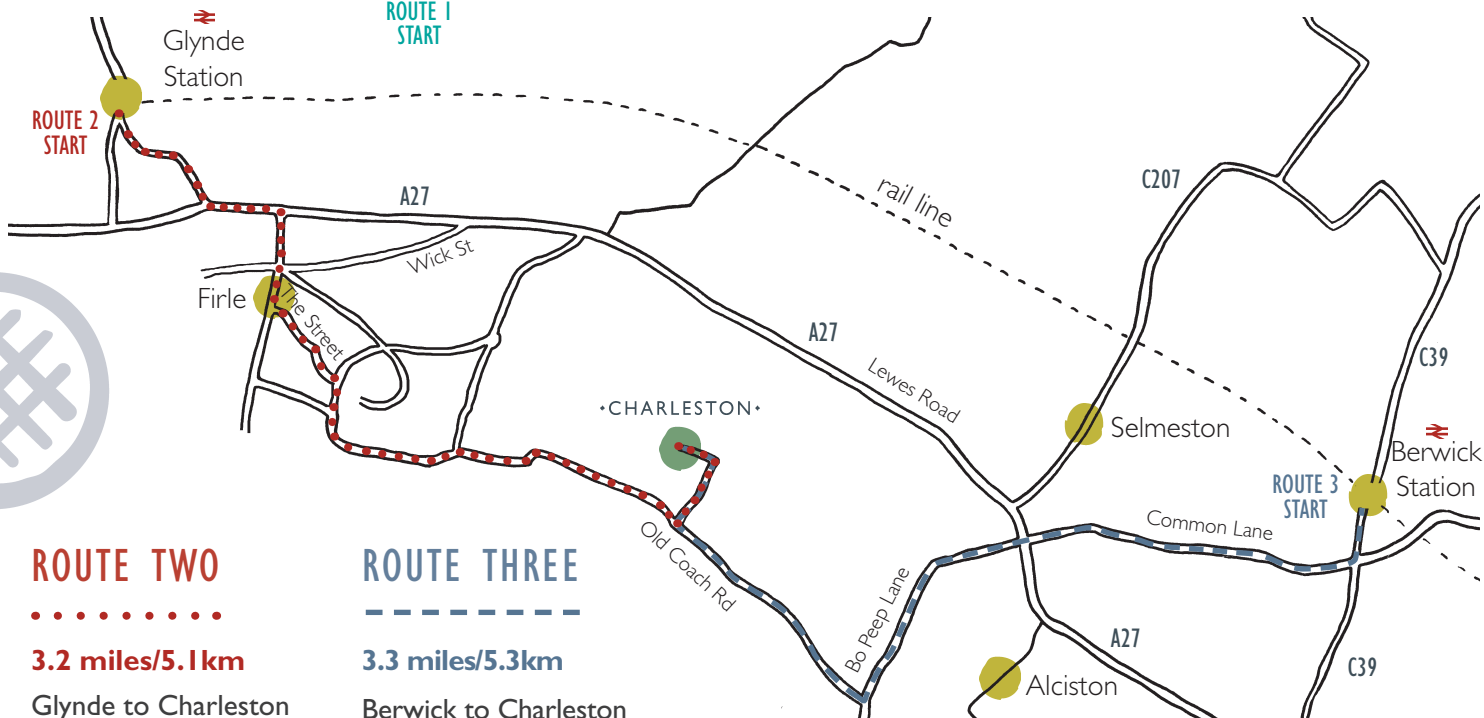 ROUTE 1
START
Glynde
Station
ROUTE 2
START
A27
Wick St
rail line
C207
Firle
The Street
A27
Lewes Road
C39
•CHARLESTON•
Selmeston
Berwick
Station
ROUTE 3
START
Common Lane
Old Coach Rd
Bo Peep Lane
A27
Alciston
C39
ROUTE TWO
3.2 miles/5.1km
Glynde to Charleston
ROUTE THREE
3.3 miles/5.3km
Berwick to Charleston